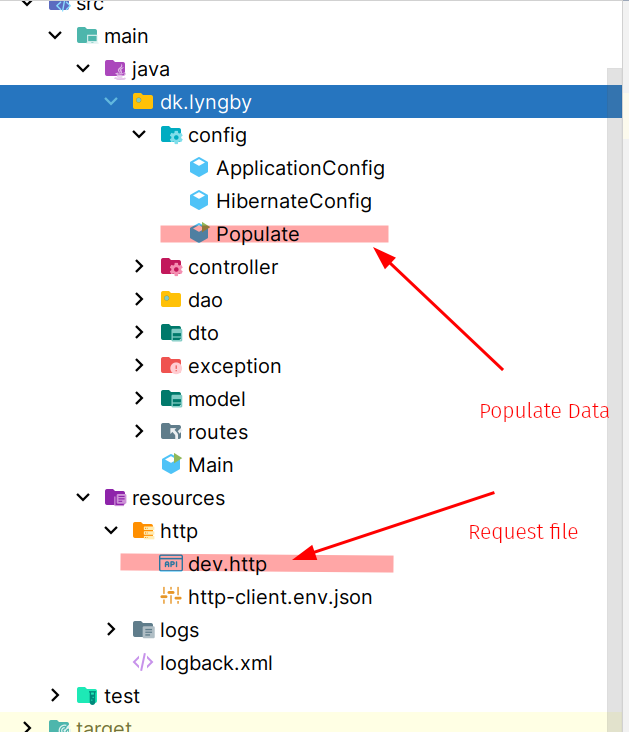 src
main
java
dk.lyngby
config
ApplicationConfig
HibernateConfig
Populate
controller
dao
dto
exception
Populate Data
model
routes
Main
resources
http
Request file
API dev.http
http-client.env.json
logs
logback.xml
test
target